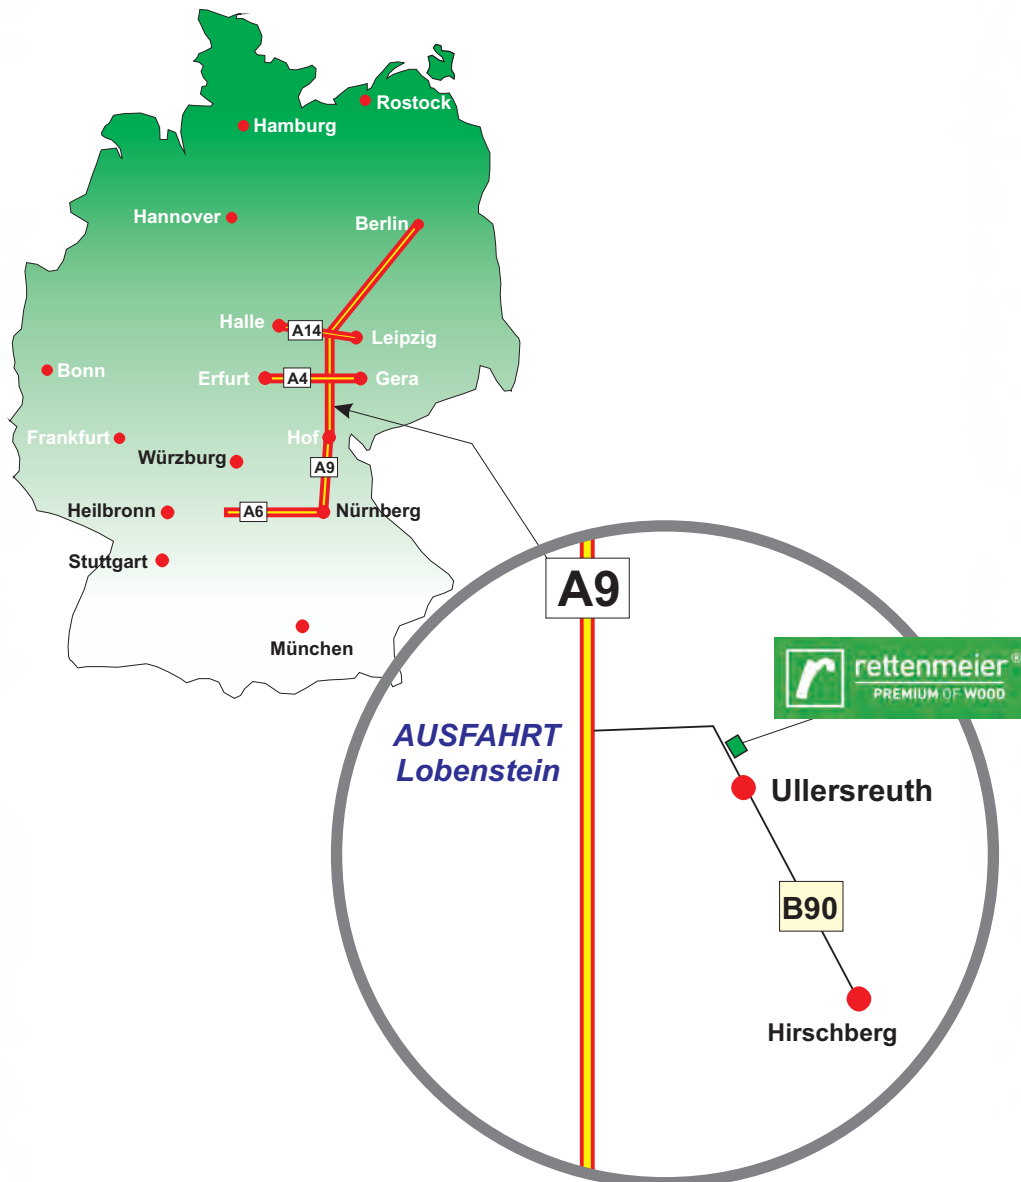 Rostock
Hamburg
Hannover
Berlin
Halle
A14
Leipzig
Bonn
Erfurt
A4
Gera
Frankfurt
Hof
Würzburg
A9
Heilbronn
A6
Nürnberg
Stuttgart
München
A9
rettenmeier®
PREMIUM OF WOOD
AUSFAHRT
Lobenstein
Ullersreuth
B90
Hirschberg